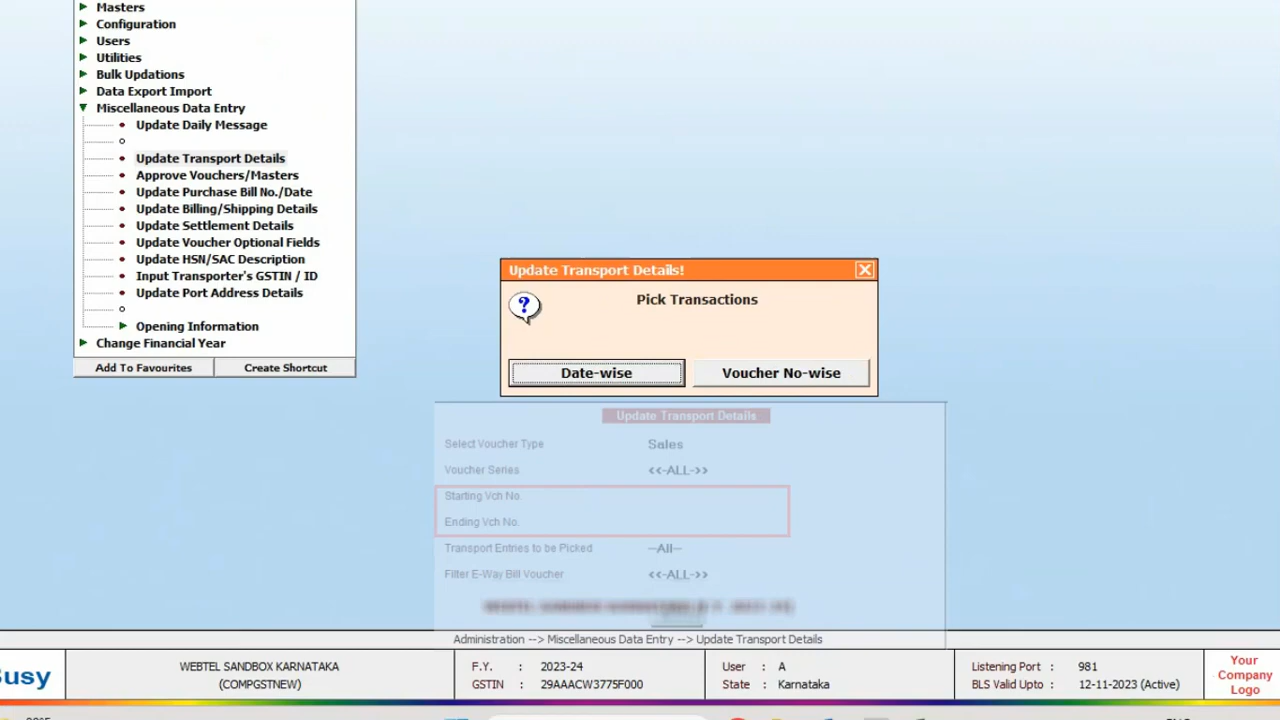 Masters
Configuration
Users
Utilities
Bulk Updations
Data Export Import
Miscellaneous Data Entry
Update Daily Message
Update Transport Details
Approve Vouchers/Masters
Update Purchase Bill No./Date
Update Billing/Shipping Details
Update Settlement Details
Update Voucher Optional Fields
Update HSN/SAC Description
Input Transporter's GSTIN / ID
Update Port Address Details
Opening Information
Change Financial Year
Add To Favourites Create Shortcut
Update Transport Details!
Pick Transactions
Date-wise Voucher No-wise
Update Transport Details
Select Voucher Type Sales
Voucher Series <<-ALL->>
Starting Vch No.
Ending Vch No.
Transport Entries to be Picked --All--
Filter E-Way Bill Voucher <<-ALL->>
Administration --> Miscellaneous Data Entry --> Update Transport Details
usy
WEBTEL SANDBOX KARNATAKA
(COMPGSTNEW)
F.Y. : 2023-24
GSTIN : 29AAACW3775F000
User : A
State : Karnataka
Listening Port : 981
BLS Valid Upto : 12-11-2023 (Active)
Your
Company
Logo